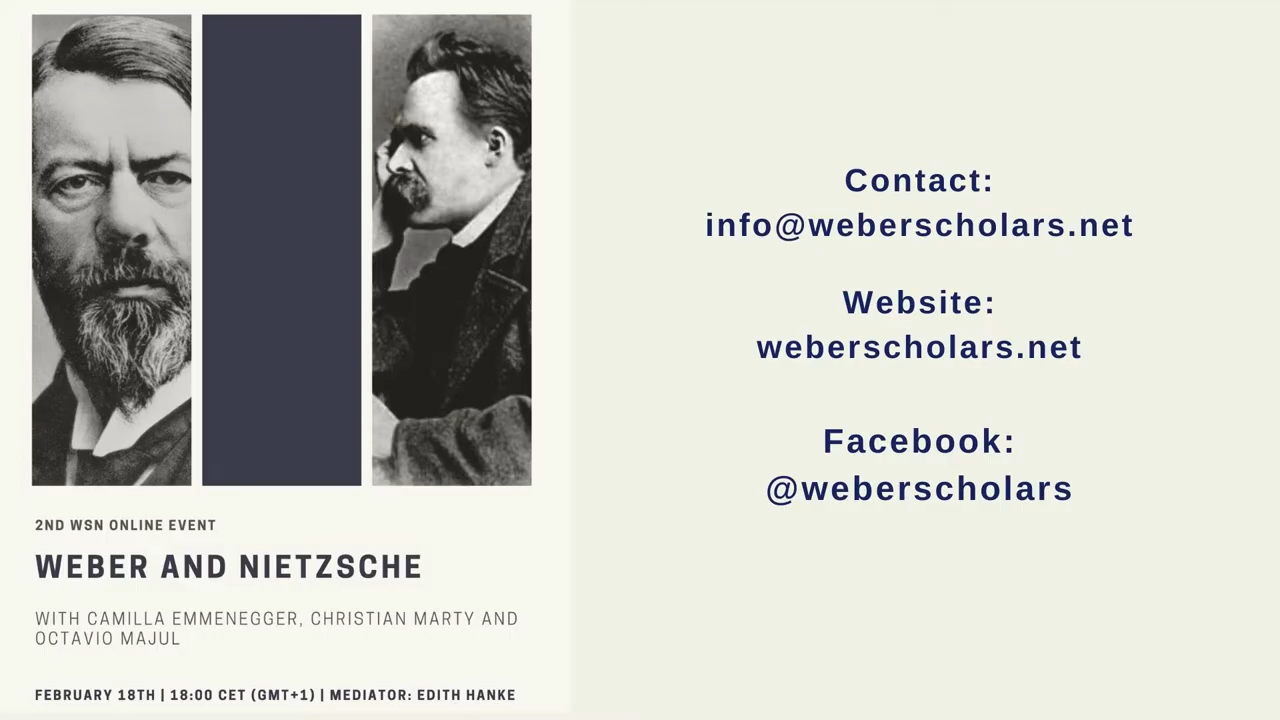 2ND WSN ONLINE EVENT
WEBER AND NIETZSCHE
WITH CAMILLA EMMENEGGER, CHRISTIAN MARTY AND
OCTAVIO MAJUL
FEBRUARY 18TH | 18:00 CET (GMT+1) | MEDIATOR: EDITH HANKE
Contact:
info@weberscholars.net
Website:
weberscholars.net
Facebook:
@weberscholars